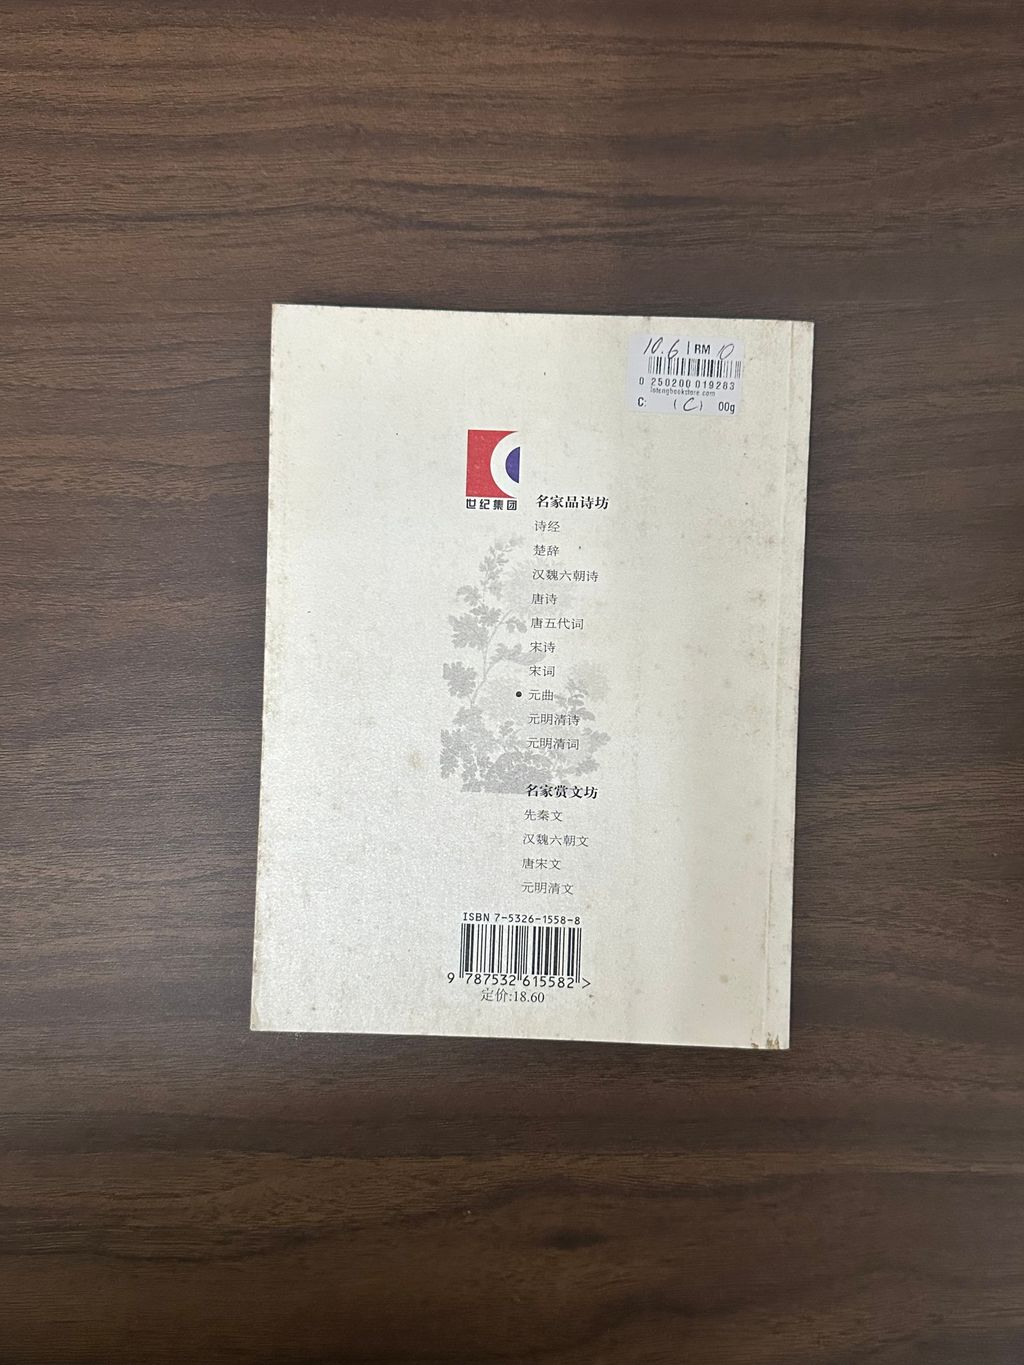 10.6 RM 10
0 250200 019283
lotengbookstore.com
C: (C) 00g
世纪集团
名家品诗坊
诗经
楚辞
汉魏六朝诗
唐诗
唐五代词
宋诗
宋词
• 元曲
元明清诗
元明清词
名家赏文坊
先秦文
汉魏六朝文
唐宋文
元明清文
ISBN 7-5326-1558-8
9 787532 615582 >
定价:18.60